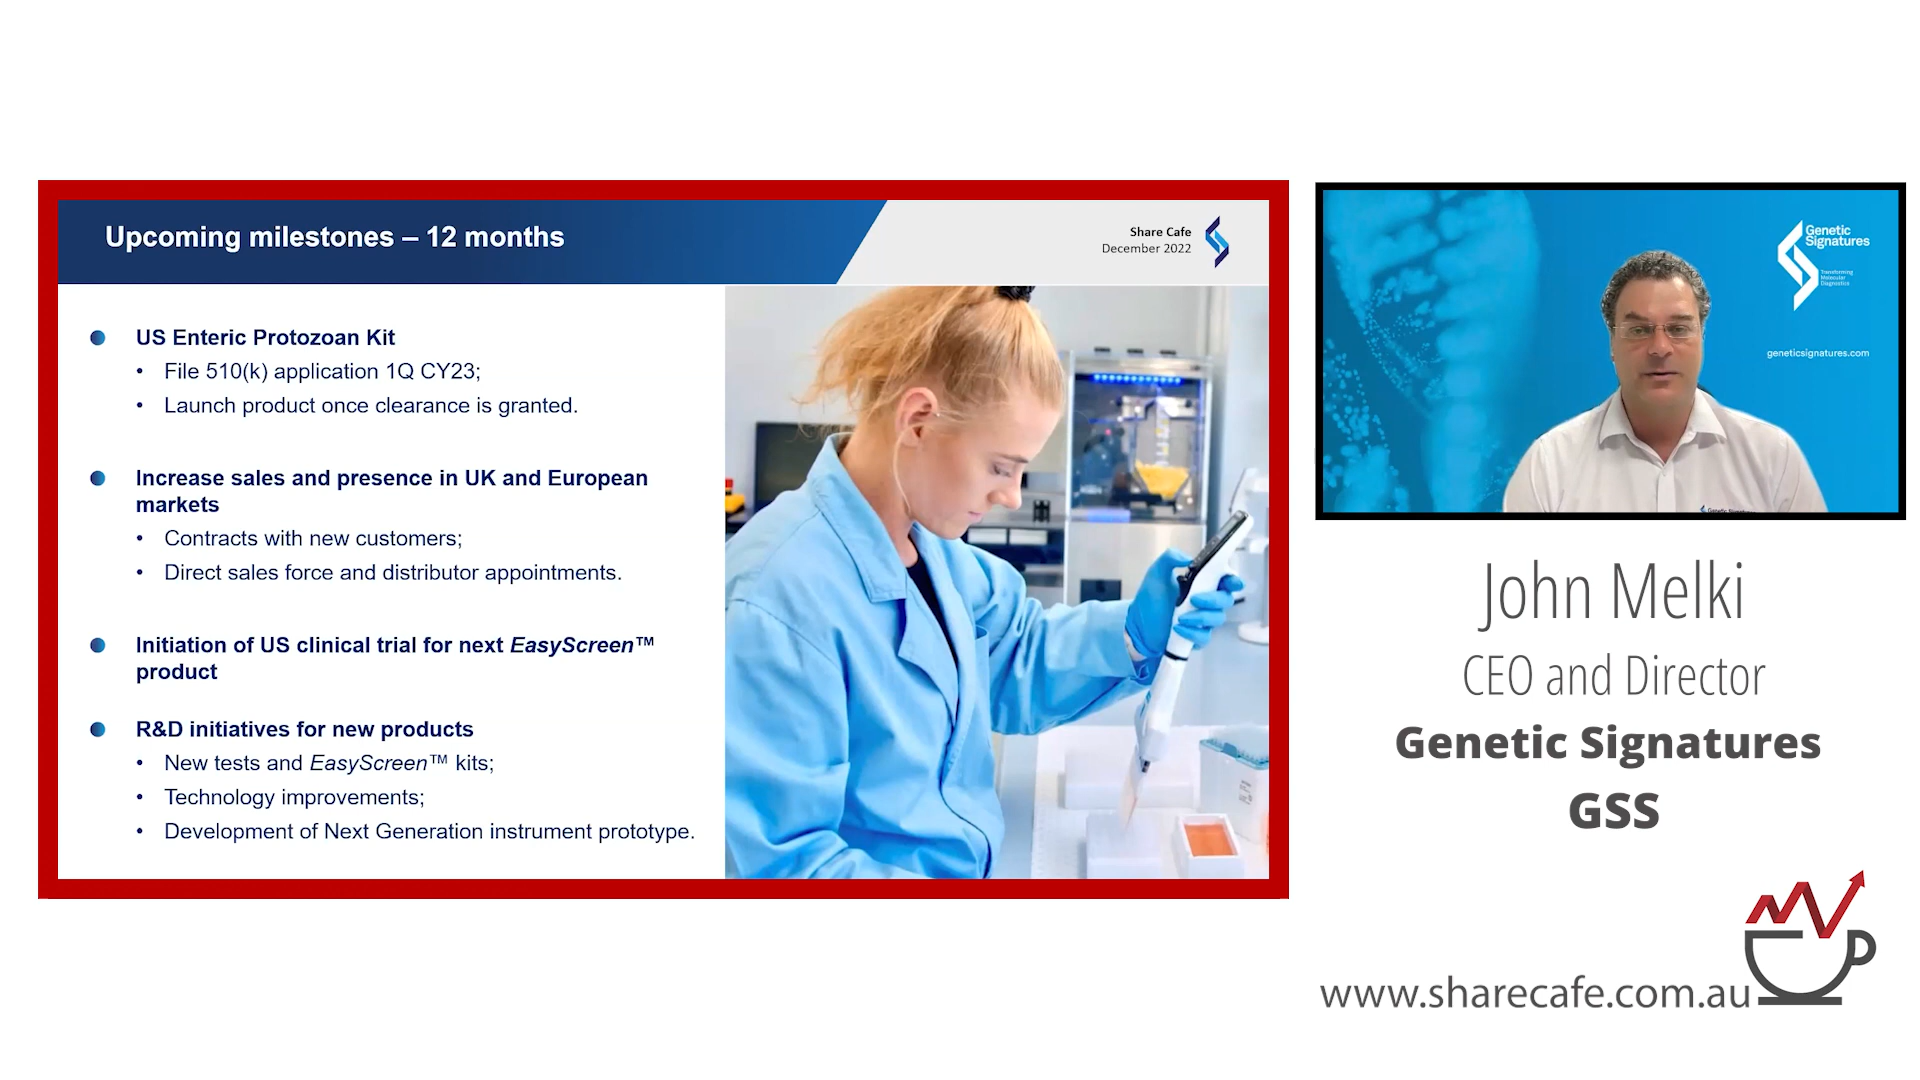 Upcoming milestones – 12 months
Share Cafe
December 2022
US Enteric Protozoan Kit
• File 510(k) application 1Q CY23;
• Launch product once clearance is granted.
Increase sales and presence in UK and European
markets
• Contracts with new customers;
• Direct sales force and distributor appointments.
Initiation of US clinical trial for next EasyScreen™
product
R&D initiatives for new products
• New tests and EasyScreen™ kits;
• Technology improvements;
• Development of Next Generation instrument prototype.
Genetic
Signatures
Transforming
Molecular
Diagnostics
geneticsignatures.com
John Melki
CEO and Director
Genetic Signatures
GSS
www.sharecafe.com.au